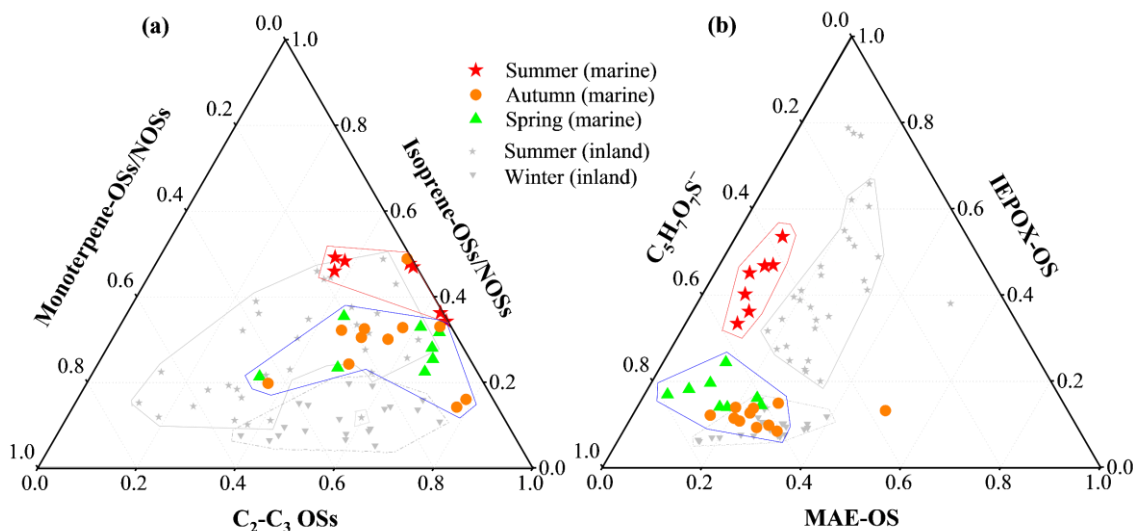 (a)
0.0
1.0
0.2
0.8
0.4
0.6
0.6
0.4
0.8
0.2
1.0
0.0
0.0
0.2
0.4
0.6
0.8
1.0
Monoterpene-OSs/NOSs
Isoprene-OSs/NOSs
C₂-C₃ OSs
Summer (marine)
Autumn (marine)
Spring (marine)
Summer (inland)
Winter (inland)
(b)
0.0
1.0
0.2
0.8
0.4
0.6
0.6
0.4
0.8
0.2
1.0
0.0
0.0
0.2
0.4
0.6
0.8
1.0
C₅H₇O₇S⁻
IEPOX-OS
MAE-OS